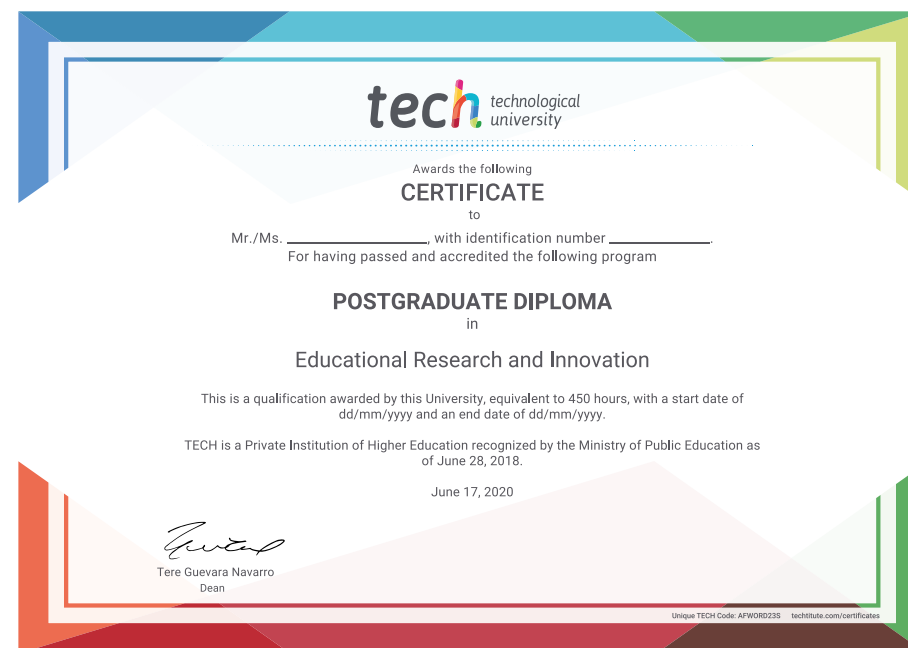 tech technological
university
Awards the following
CERTIFICATE
to
Mr./Ms. ____________________, with identification number ______________.
For having passed and accredited the following program
POSTGRADUATE DIPLOMA
in
Educational Research and Innovation
This is a qualification awarded by this University, equivalent to 450 hours, with a start date of
dd/mm/yyyy and an end date of dd/mm/yyyy.
TECH is a Private Institution of Higher Education recognized by the Ministry of Public Education as
of June 28, 2018.
June 17, 2020
Tere Guevara Navarro
Dean
Unique TECH Code: AFWORD23S techtitute.com/certificates